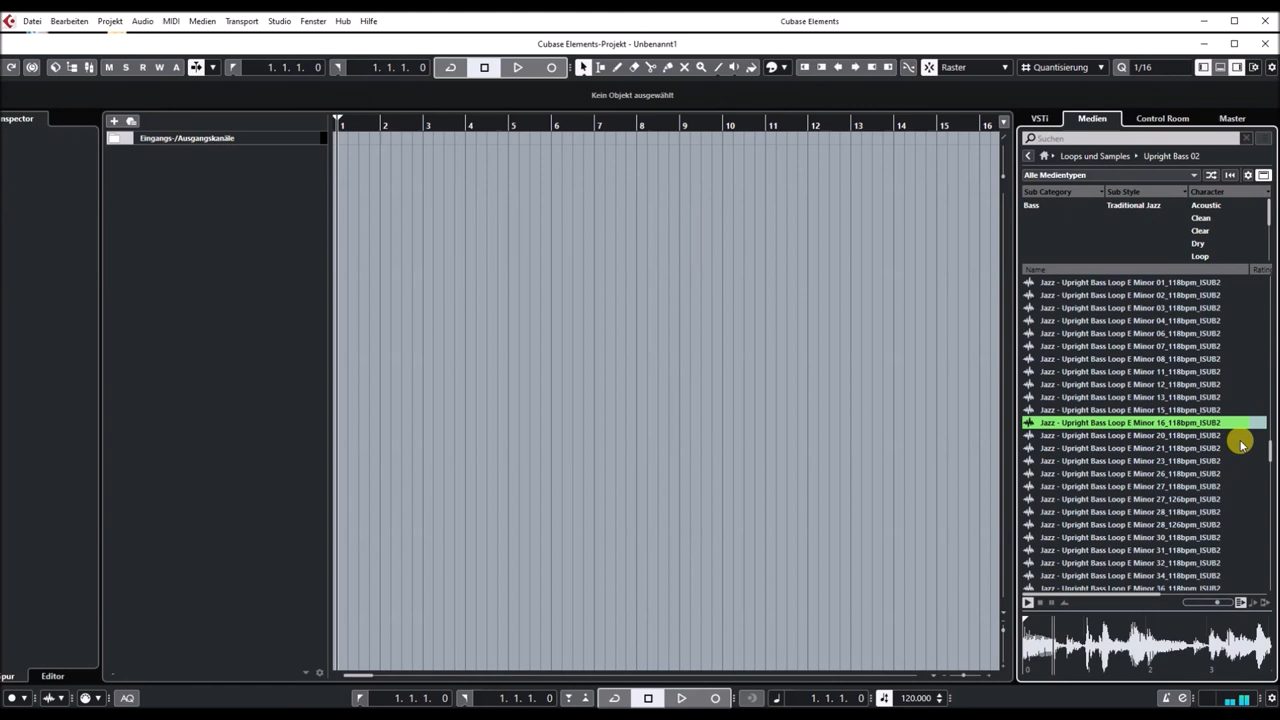 Datei Bearbeiten Projekt Audio MIDI Medien Transport Studio Fenster Hub Hilfe Cubase Elements
Cubase Elements-Projekt - Unbenannt1
M S R W A 1. 1. 1. 0 1. 1. 1. 0 Raster Quantisierung Q 1/16
Kein Objekt ausgewählt
nspector
1 2 3 4 5 6 7 8 9 10 11 12 13 14 15 16
VSTi Medien Control Room Master
Eingangs-/Ausgangskanäle
Suchen
Loops und Samples Upright Bass 02
Alle Medientypen
Sub Category Sub Style Character
Bass Traditional Jazz Acoustic
Clean
Clear
Dry
Loop
Name Rating
Jazz - Upright Bass Loop E Minor 01_118bpm_ISUB2
Jazz - Upright Bass Loop E Minor 02_118bpm_ISUB2
Jazz - Upright Bass Loop E Minor 03_118bpm_ISUB2
Jazz - Upright Bass Loop E Minor 04_118bpm_ISUB2
Jazz - Upright Bass Loop E Minor 06_118bpm_ISUB2
Jazz - Upright Bass Loop E Minor 07_118bpm_ISUB2
Jazz - Upright Bass Loop E Minor 08_118bpm_ISUB2
Jazz - Upright Bass Loop E Minor 11_118bpm_ISUB2
Jazz - Upright Bass Loop E Minor 12_118bpm_ISUB2
Jazz - Upright Bass Loop E Minor 13_118bpm_ISUB2
Jazz - Upright Bass Loop E Minor 15_118bpm_ISUB2
Jazz - Upright Bass Loop E Minor 16_118bpm_ISUB2
Jazz - Upright Bass Loop E Minor 20_118bpm_ISUB2
Jazz - Upright Bass Loop E Minor 21_118bpm_ISUB2
Jazz - Upright Bass Loop E Minor 23_118bpm_ISUB2
Jazz - Upright Bass Loop E Minor 26_118bpm_ISUB2
Jazz - Upright Bass Loop E Minor 27_118bpm_ISUB2
Jazz - Upright Bass Loop E Minor 27_126bpm_ISUB2
Jazz - Upright Bass Loop E Minor 28_118bpm_ISUB2
Jazz - Upright Bass Loop E Minor 28_126bpm_ISUB2
Jazz - Upright Bass Loop E Minor 30_118bpm_ISUB2
Jazz - Upright Bass Loop E Minor 31_118bpm_ISUB2
Jazz - Upright Bass Loop E Minor 32_118bpm_ISUB2
Jazz - Upright Bass Loop E Minor 34_118bpm_ISUB2
Jazz - Upright Bass Loop E Minor 36_118bpm_ISUB2
0 2 3
Spur Editor
AQ 1. 1. 1. 0 1. 1. 1. 0 1. 1. 1. 0 120.000